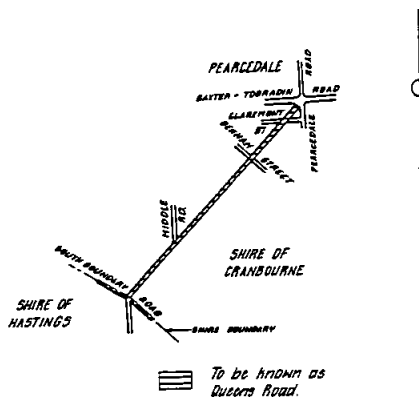 PEARCEDALE
ROAD
BAXTER - TOORADIN ROAD
CLAREMONT
ST
PEARCEDALE
DENHAM
STREET
MIDDLE
RD.
SHIRE OF
CRANBOURNE
SOUTH BOUNDARY
ROAD
SHIRE OF
HASTINGS
SHIRE BOUNDARY
To be known as
Queens Road.